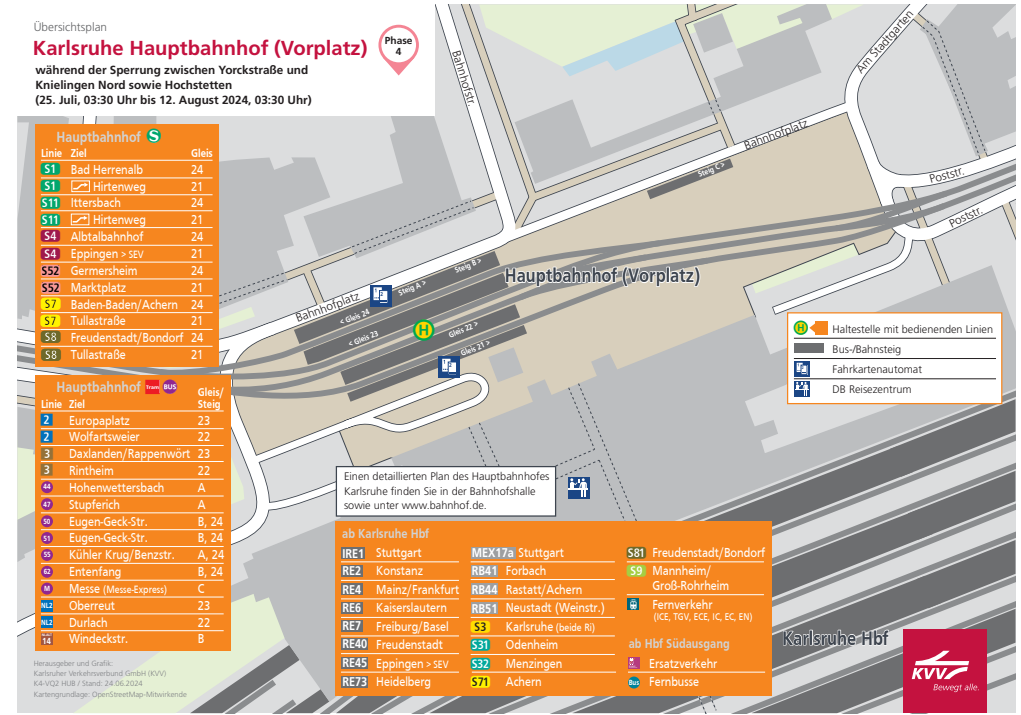 Übersichtsplan
Karlsruhe Hauptbahnhof (Vorplatz)
Phase
4
während der Sperrung zwischen Yorckstraße und
Knielingen Nord sowie Hochstetten
(25. Juli, 03:30 Uhr bis 12. August 2024, 03:30 Uhr)
Hauptbahnhof S
Linie Ziel Gleis
S1 Bad Herrenalb 24
S1 Hirtenweg 21
S11 Ittersbach 24
S11 Hirtenweg 21
S4 Albtalbahnhof 24
S4 Eppingen > SEV 21
S52 Germersheim 24
S52 Marktplatz 21
S7 Baden-Baden/Achern 24
S7 Tullastraße 21
S8 Freudenstadt/Bondorf 24
S8 Tullastraße 21
Hauptbahnhof Tram BUS
Gleis/
Linie Ziel Steig
2 Europaplatz 23
2 Wolfartsweier 22
3 Daxlanden/Rappenwört 23
3 Rintheim 22
44 Hohenwettersbach A
47 Stupferich A
50 Eugen-Geck-Str. B, 24
51 Eugen-Geck-Str. B, 24
55 Kühler Krug/Benzstr. A, 24
62 Entenfang B, 24
M Messe (Messe-Express) C
NL2 Oberreut 23
NL2 Durlach 22
14 Windeckstr. B
Herausgeber und Grafik:
Karlsruher Verkehrsverbund GmbH (KVV)
K4-VQ2 HUB / Stand: 24.06.2024
Kartengrundlage: OpenStreetMap-Mitwirkende
Bahnhofstr.
Am Stadtgarten
Bahnhofplatz
Poststr.
Poststr.
Steig C >
Hauptbahnhof (Vorplatz)
Steig B >
Steig A >
Bahnhofplatz
< Gleis 24
< Gleis 23
H
Gleis 22 >
Gleis 21 >
H Haltestelle mit bedienenden Linien
Bus-/Bahnsteig
Fahrkartenautomat
DB Reisezentrum
Einen detaillierten Plan des Hauptbahnhofes
Karlsruhe finden Sie in der Bahnhofshalle
sowie unter www.bahnhof.de.
ab Karlsruhe Hbf
IRE1 Stuttgart
RE2 Konstanz
RE4 Mainz/Frankfurt
RE6 Kaiserslautern
RE7 Freiburg/Basel
RE40 Freudenstadt
RE45 Eppingen > SEV
RE73 Heidelberg
MEX17a Stuttgart
RB41 Forbach
RB44 Rastatt/Achern
RB51 Neustadt (Weinstr.)
S3 Karlsruhe (beide Ri)
S31 Odenheim
S32 Menzingen
S71 Achern
S81 Freudenstadt/Bondorf
S9 Mannheim/
Groß-Rohrheim
Fernverkehr
(ICE, TGV, ECE, IC, EC, EN)
ab Hbf Südausgang
Ersatzverkehr
Bus Fernbusse
Karlsruhe Hbf
KVV
Bewegt alle.